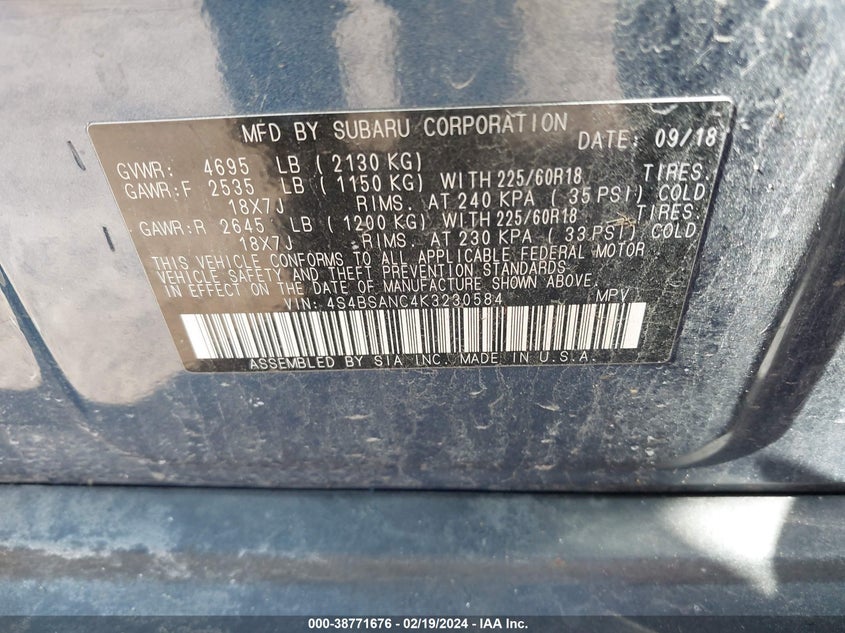 MFD BY SUBARU CORPORATION DATE: 09/18
GVWR: 4695 LB (2130 KG)
GAWR:F 2535 LB (1150 KG) WITH 225/60R18 TIRES.
18X7J RIMS. AT 240 KPA (35 PSI) COLD
GAWR:R 2645 LB (1200 KG) WITH 225/60R18 TIRES.
18X7J RIMS. AT 230 KPA (33 PSI) COLD
THIS VEHICLE CONFORMS TO ALL APPLICABLE FEDERAL MOTOR
VEHICLE SAFETY AND THEFT PREVENTION STANDARDS
IN EFFECT ON THE DATE OF MANUFACTURE SHOWN ABOVE.
VIN: 4S4BSANC4K3230584 MPV
ASSEMBLED BY SIA INC. MADE IN U.S.A.
000-38771676 - 02/19/2024 - IAA Inc.